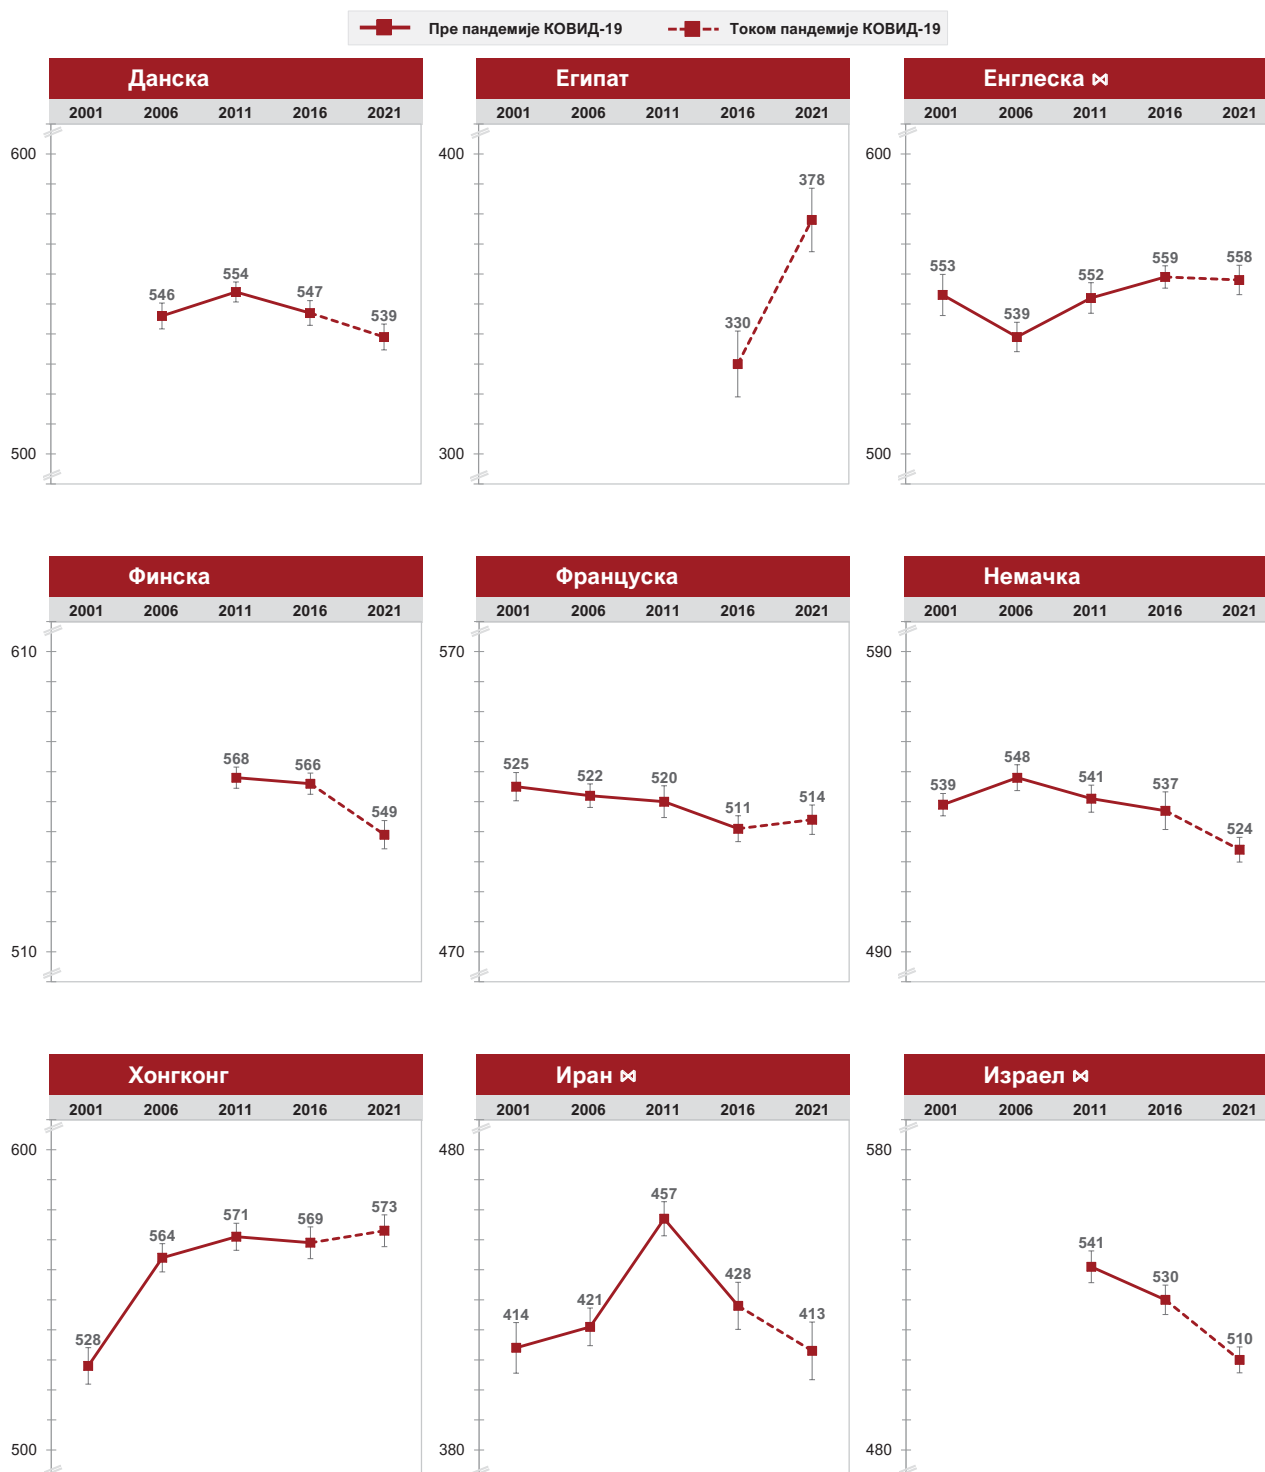 Пре пандемије КОВИД-19 Током пандемије КОВИД-19
Данска
2001 2006 2011 2016 2021
600
546
554
547
539
500
Египат
2001 2006 2011 2016 2021
400
330
378
300
Енглеска ⋈
2001 2006 2011 2016 2021
600
553
539
552
559
558
500
Финска
2001 2006 2011 2016 2021
610
568
566
549
510
Француска
2001 2006 2011 2016 2021
570
525
522
520
511
514
470
Немачка
2001 2006 2011 2016 2021
590
539
548
541
537
524
490
Хонгконг
2001 2006 2011 2016 2021
600
528
564
571
569
573
500
Иран ⋈
2001 2006 2011 2016 2021
480
414
421
457
428
413
380
Израел ⋈
2001 2006 2011 2016 2021
580
541
530
510
480